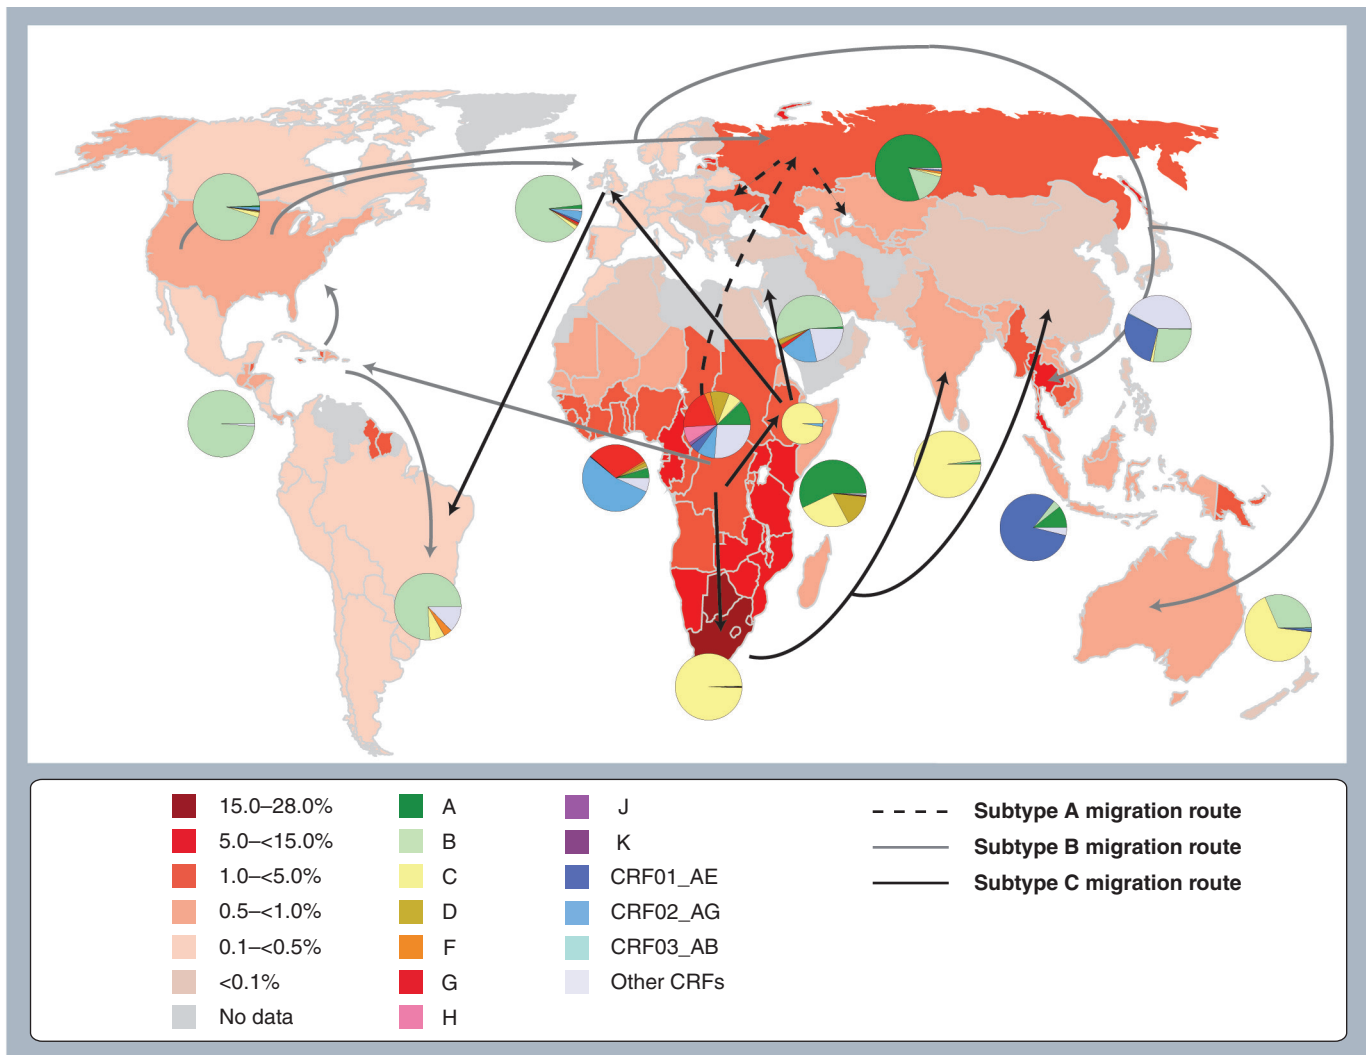 15.0–28.0%
5.0–<15.0%
1.0–<5.0%
0.5–<1.0%
0.1–<0.5%
<0.1%
No data
A
B
C
D
F
G
H
J
K
CRF01_AE
CRF02_AG
CRF03_AB
Other CRFs
Subtype A migration route
Subtype B migration route
Subtype C migration route